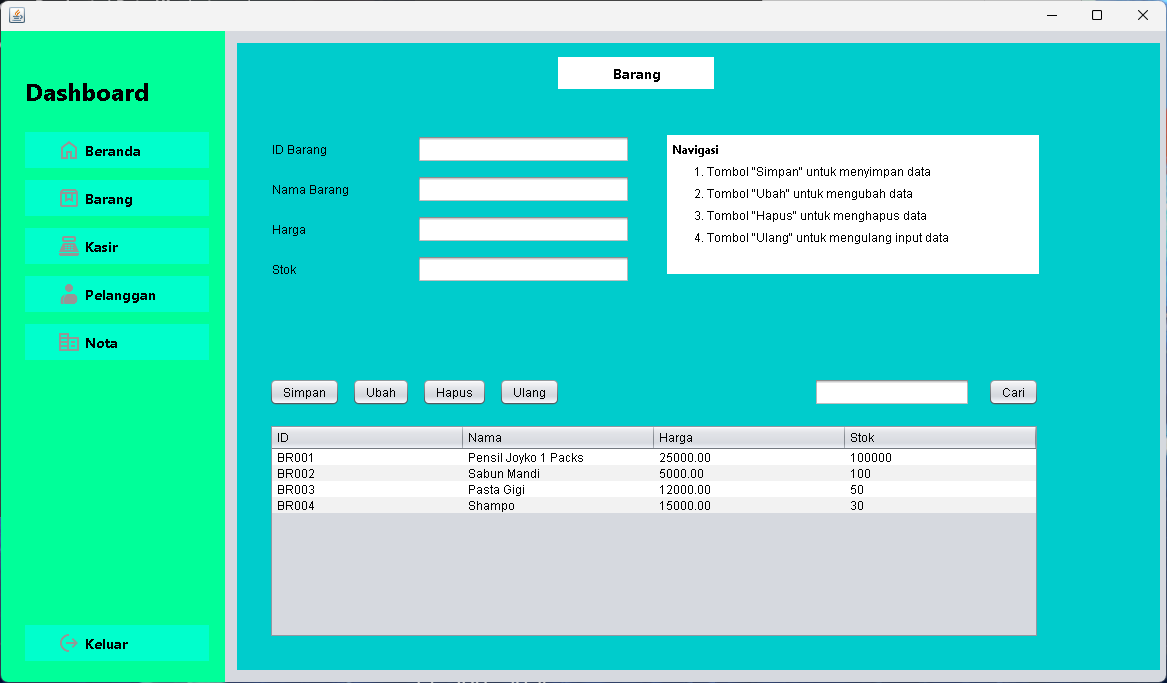 Dashboard
Beranda
Barang
Kasir
Pelanggan
Nota
Keluar
Barang
ID Barang
Nama Barang
Harga
Stok
Navigasi
1. Tombol "Simpan" untuk menyimpan data
2. Tombol "Ubah" untuk mengubah data
3. Tombol "Hapus" untuk menghapus data
4. Tombol "Ulang" untuk mengulang input data
Simpan Ubah Hapus Ulang Cari
ID Nama Harga Stok
BR001 Pensil Joyko 1 Packs 25000.00 100000
BR002 Sabun Mandi 5000.00 100
BR003 Pasta Gigi 12000.00 50
BR004 Shampo 15000.00 30